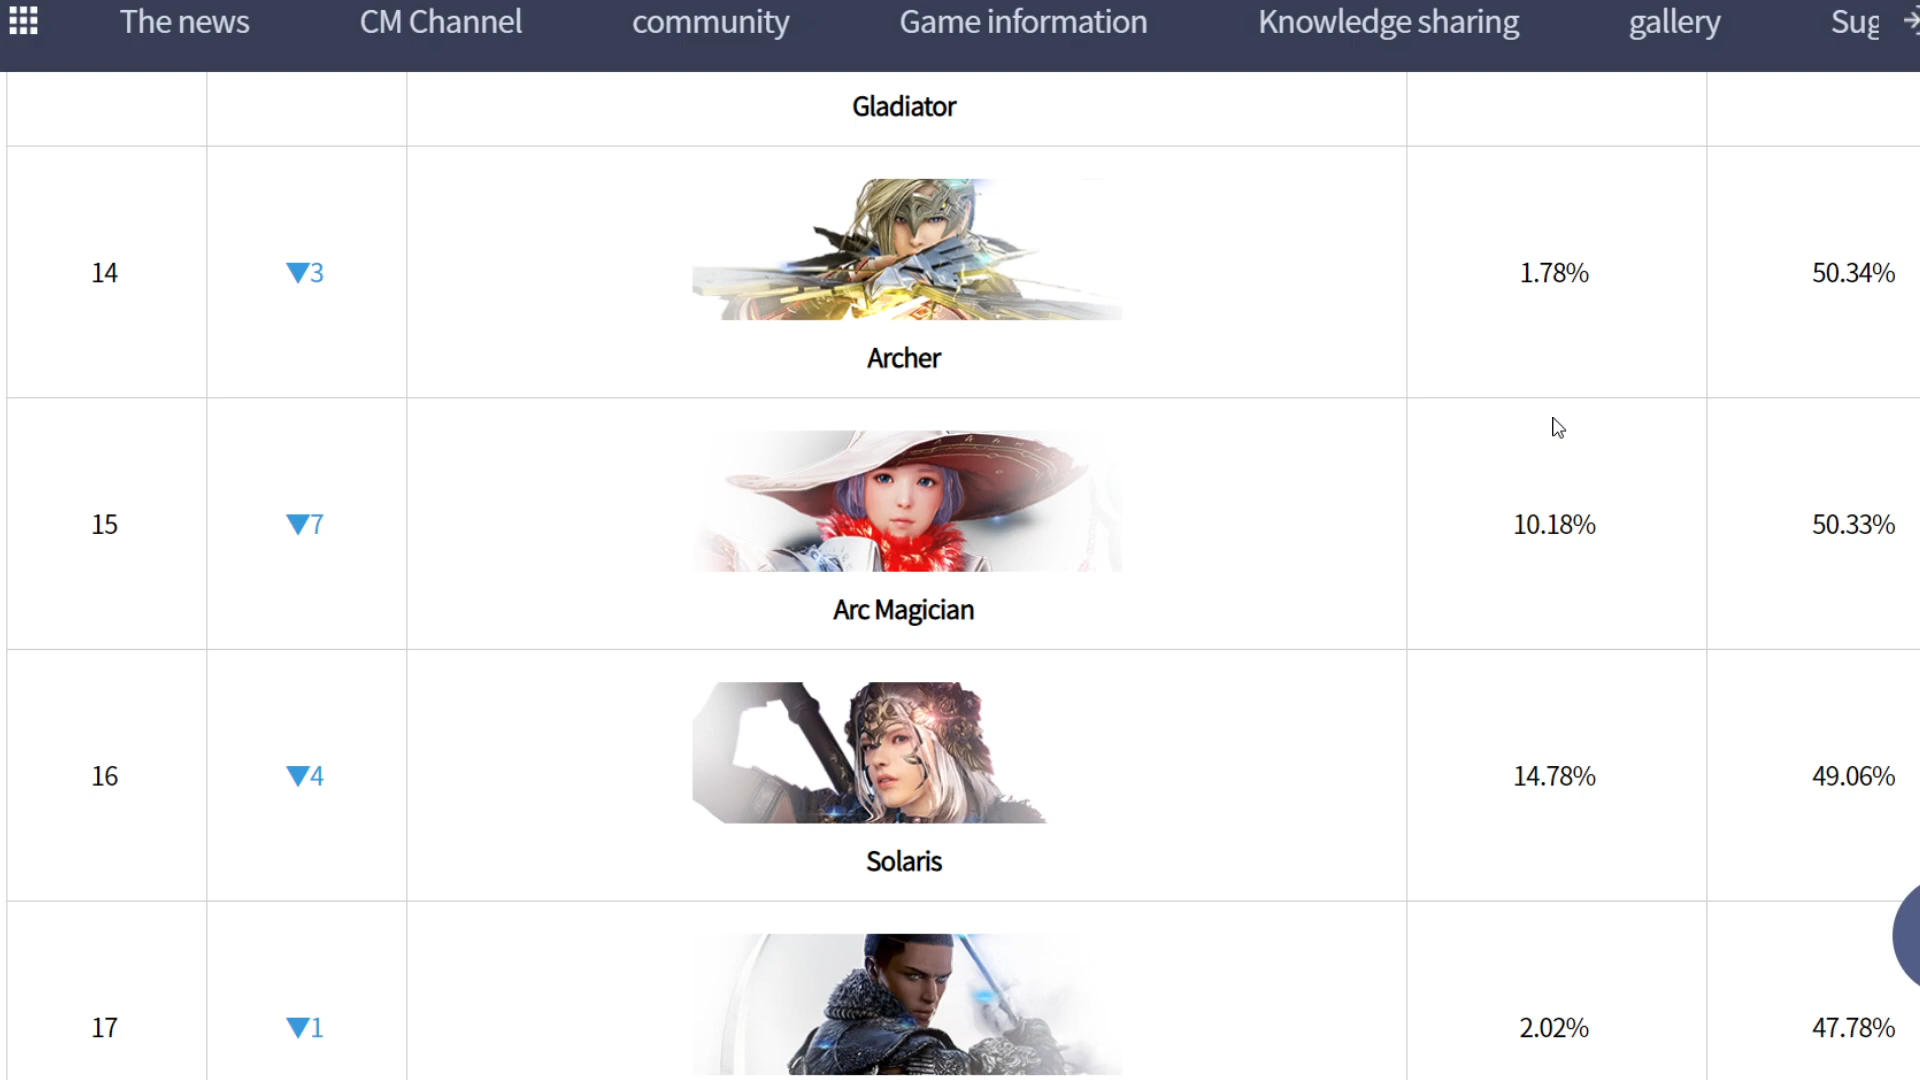 The news CM Channel community Game information Knowledge sharing gallery Sug
Gladiator
14 ▼3 1.78% 50.34%
Archer
15 ▼7 10.18% 50.33%
Arc Magician
16 ▼4 14.78% 49.06%
Solaris
17 ▼1 2.02% 47.78%